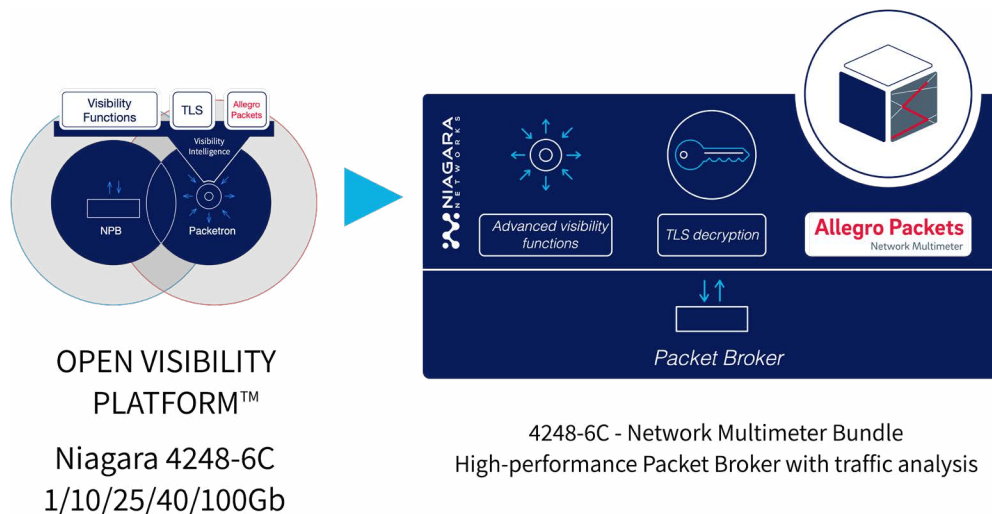 Visibility
Functions
TLS
Allegro
Packets
Visibility
Intelligence
NPB
Packetron
OPEN VISIBILITY
PLATFORM™
Niagara 4248-6C
1/10/25/40/100Gb
NIAGARA
NETWORKS
Advanced visibility
functions
TLS decryption
Allegro Packets
Network Multimeter
Packet Broker
4248-6C - Network Multimeter Bundle
High-performance Packet Broker with traffic analysis